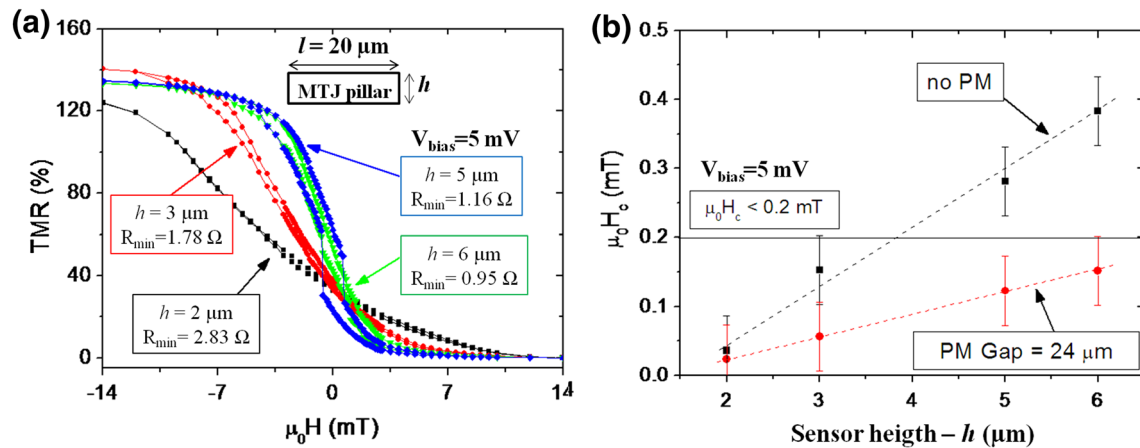 (a)
160
120
80
40
0
TMR (%)
-14
-7
0
7
14
μ₀H (mT)
l = 20 μm
MTJ pillar
h
V_bias=5 mV
h = 5 μm
R_min=1.16 Ω
h = 3 μm
R_min=1.78 Ω
h = 6 μm
R_min= 0.95 Ω
h = 2 μm
R_min= 2.83 Ω
(b)
0.5
0.4
0.3
0.2
0.1
0.0
μ₀H_c (mT)
no PM
V_bias=5 mV
μ₀H_c < 0.2 mT
PM Gap = 24 μm
2
3
4
5
6
Sensor heigth – h (μm)